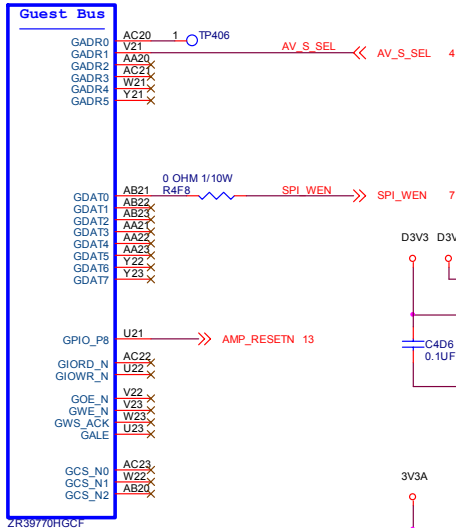 Guest Bus
GADR0 AC20 1 TP406
GADR1 V21 AV_S_SEL AV_S_SEL 4
GADR2 AA20
GADR3 AC21
GADR4 W21
GADR5 Y21
0 OHM 1/10W
R4F8
GDAT0 AB21 SPI_WEN SPI_WEN 7
GDAT1 AB22
GDAT2 AB23
GDAT3 AA21
GDAT4 AA22
GDAT5 AA23
GDAT6 Y22
GDAT7 Y23
D3V3 D3V
GPIO_P8 U21 AMP_RESETN 13
C4D6
0.1UF
GIORD_N AC22
GIOWR_N U22
GOE_N V22
GWE_N V23
GWS_ACK W23
GALE U23
GCS_N0 AC23
GCS_N1 W22
GCS_N2 AB20
3V3A
ZR39770HGCF